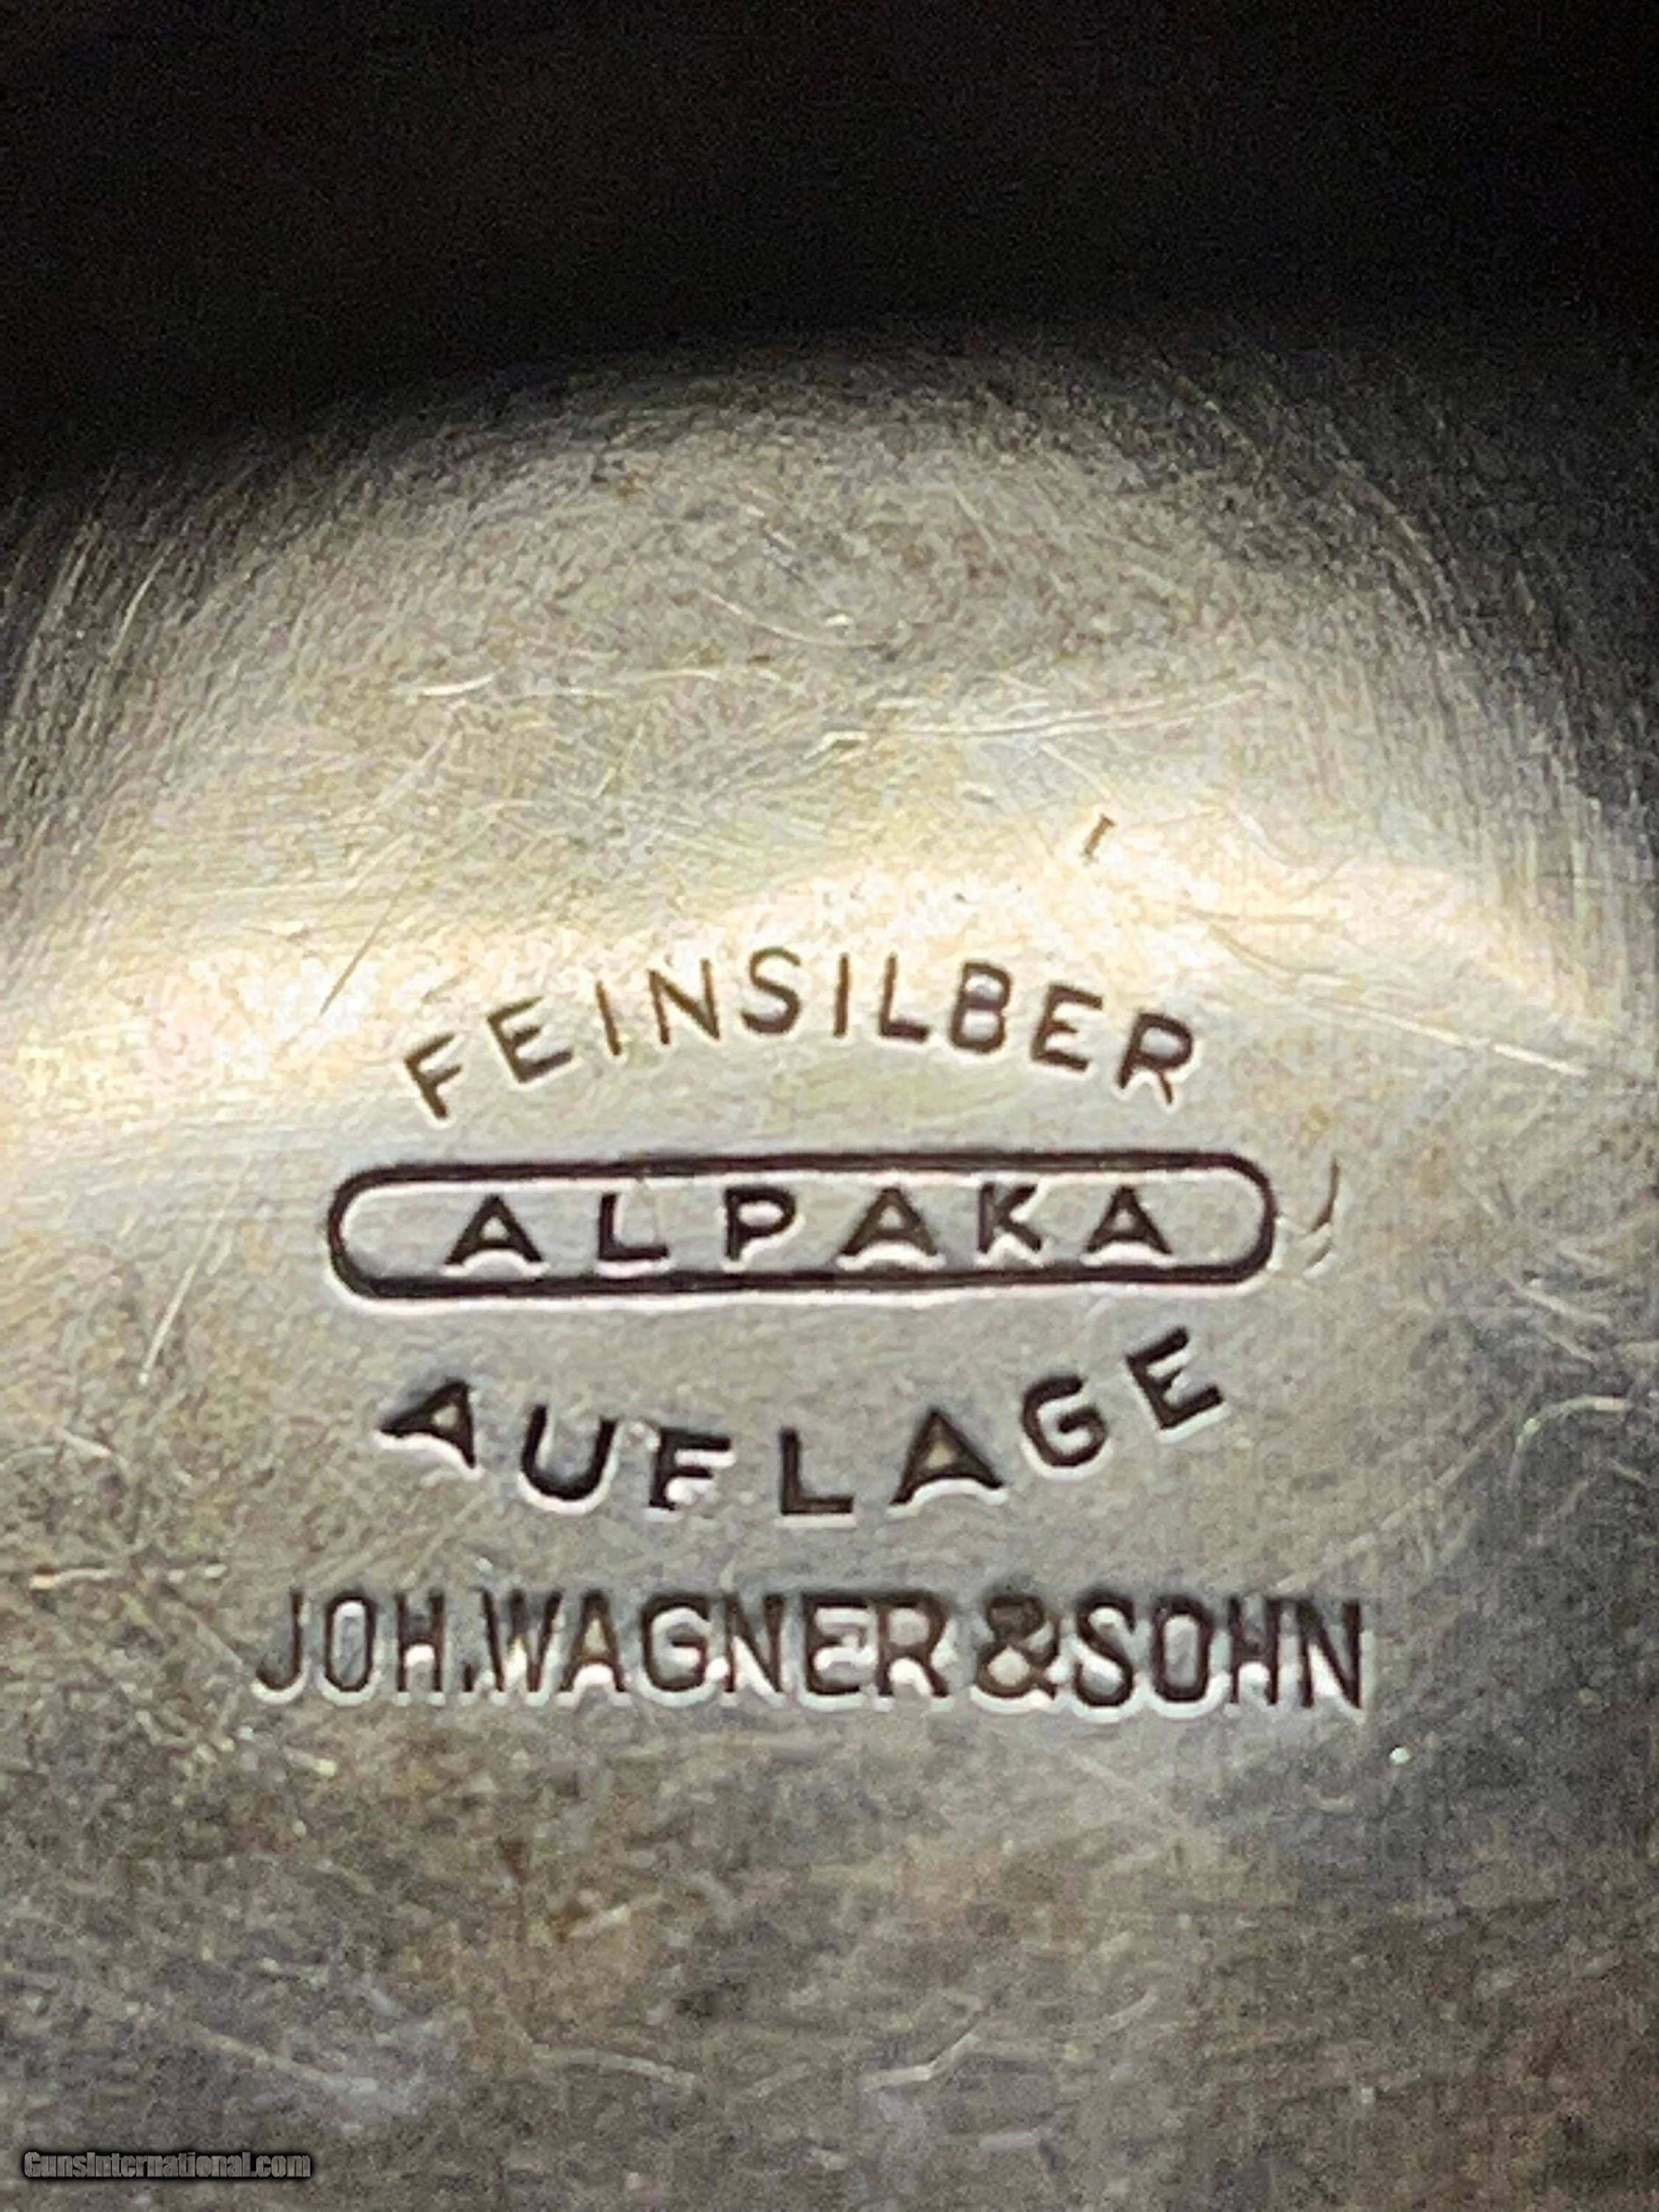 FEINSILBER
ALPAKA
AUFLAGE
JOH.WAGNER&SOHN
GunsInternational.com